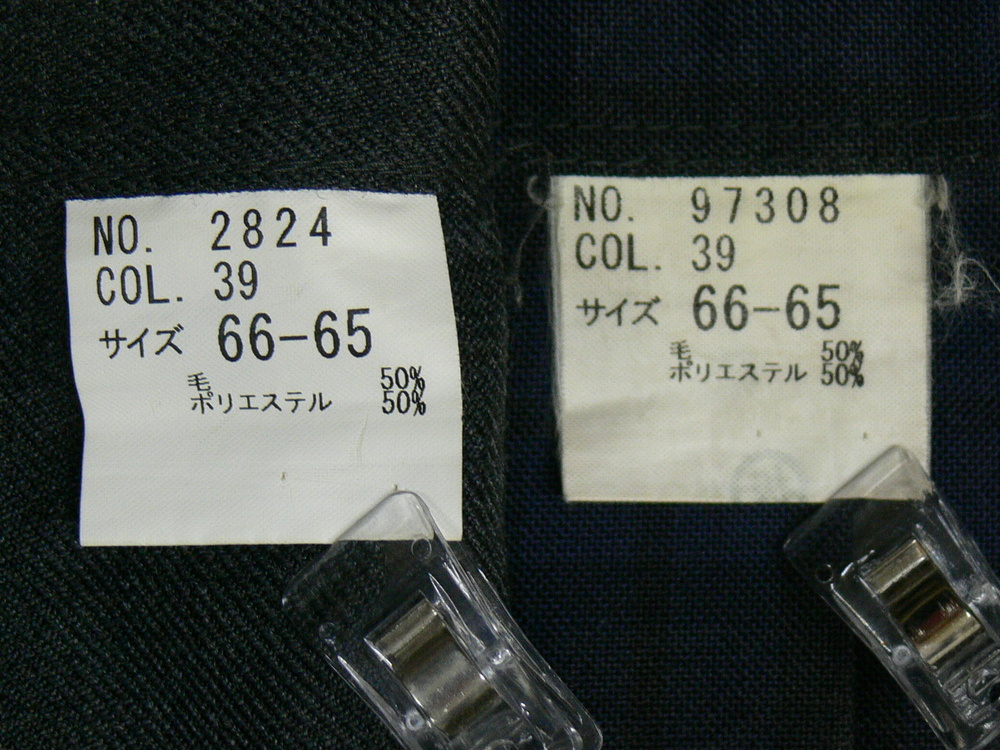 NO. 2824
COL. 39
サイズ 66-65
毛 50%
ポリエステル 50%
NO. 97308
COL. 39
サイズ 66-65
毛 50%
ポリエステル 50%